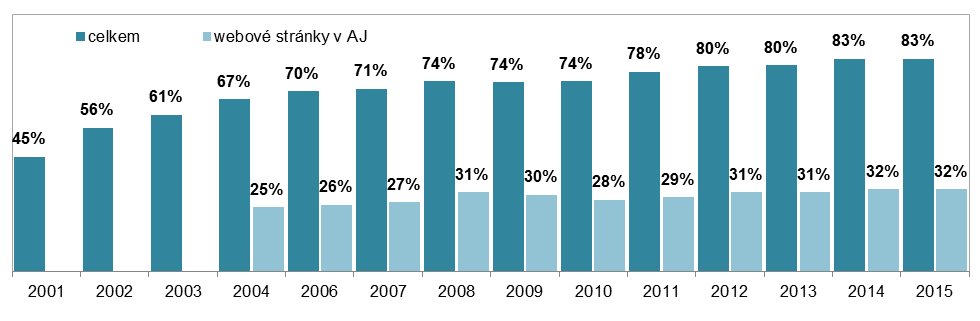 celkem webové stránky v AJ
45% 56% 61% 67% 70% 71% 74% 74% 74% 78% 80% 80% 83% 83%
25% 26% 27% 31% 30% 28% 29% 31% 31% 32% 32%
2001 2002 2003 2004 2006 2007 2008 2009 2010 2011 2012 2013 2014 2015